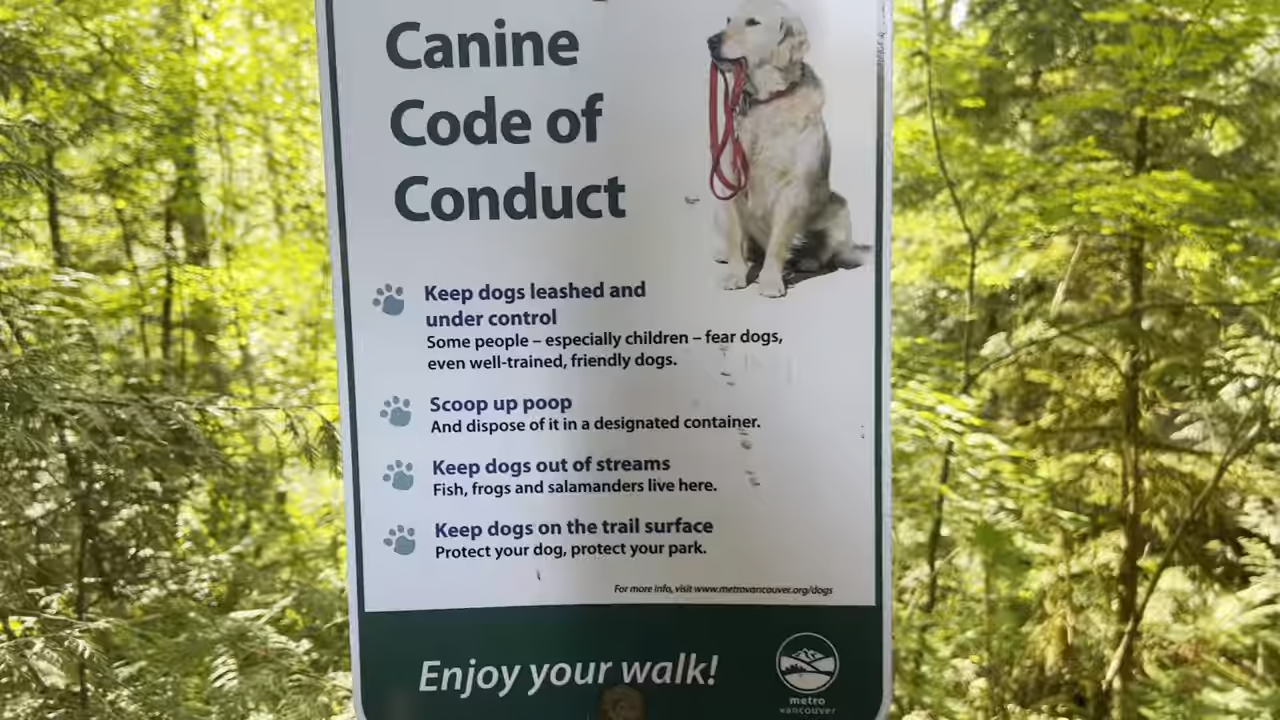 Canine
Code of
Conduct
Keep dogs leashed and
under control
Some people – especially children – fear dogs,
even well-trained, friendly dogs.
Scoop up poop
And dispose of it in a designated container.
Keep dogs out of streams
Fish, frogs and salamanders live here.
Keep dogs on the trail surface
Protect your dog, protect your park.
For more info, visit www.metrovancouver.org/dogs
Enjoy your walk!
metro
vancouver